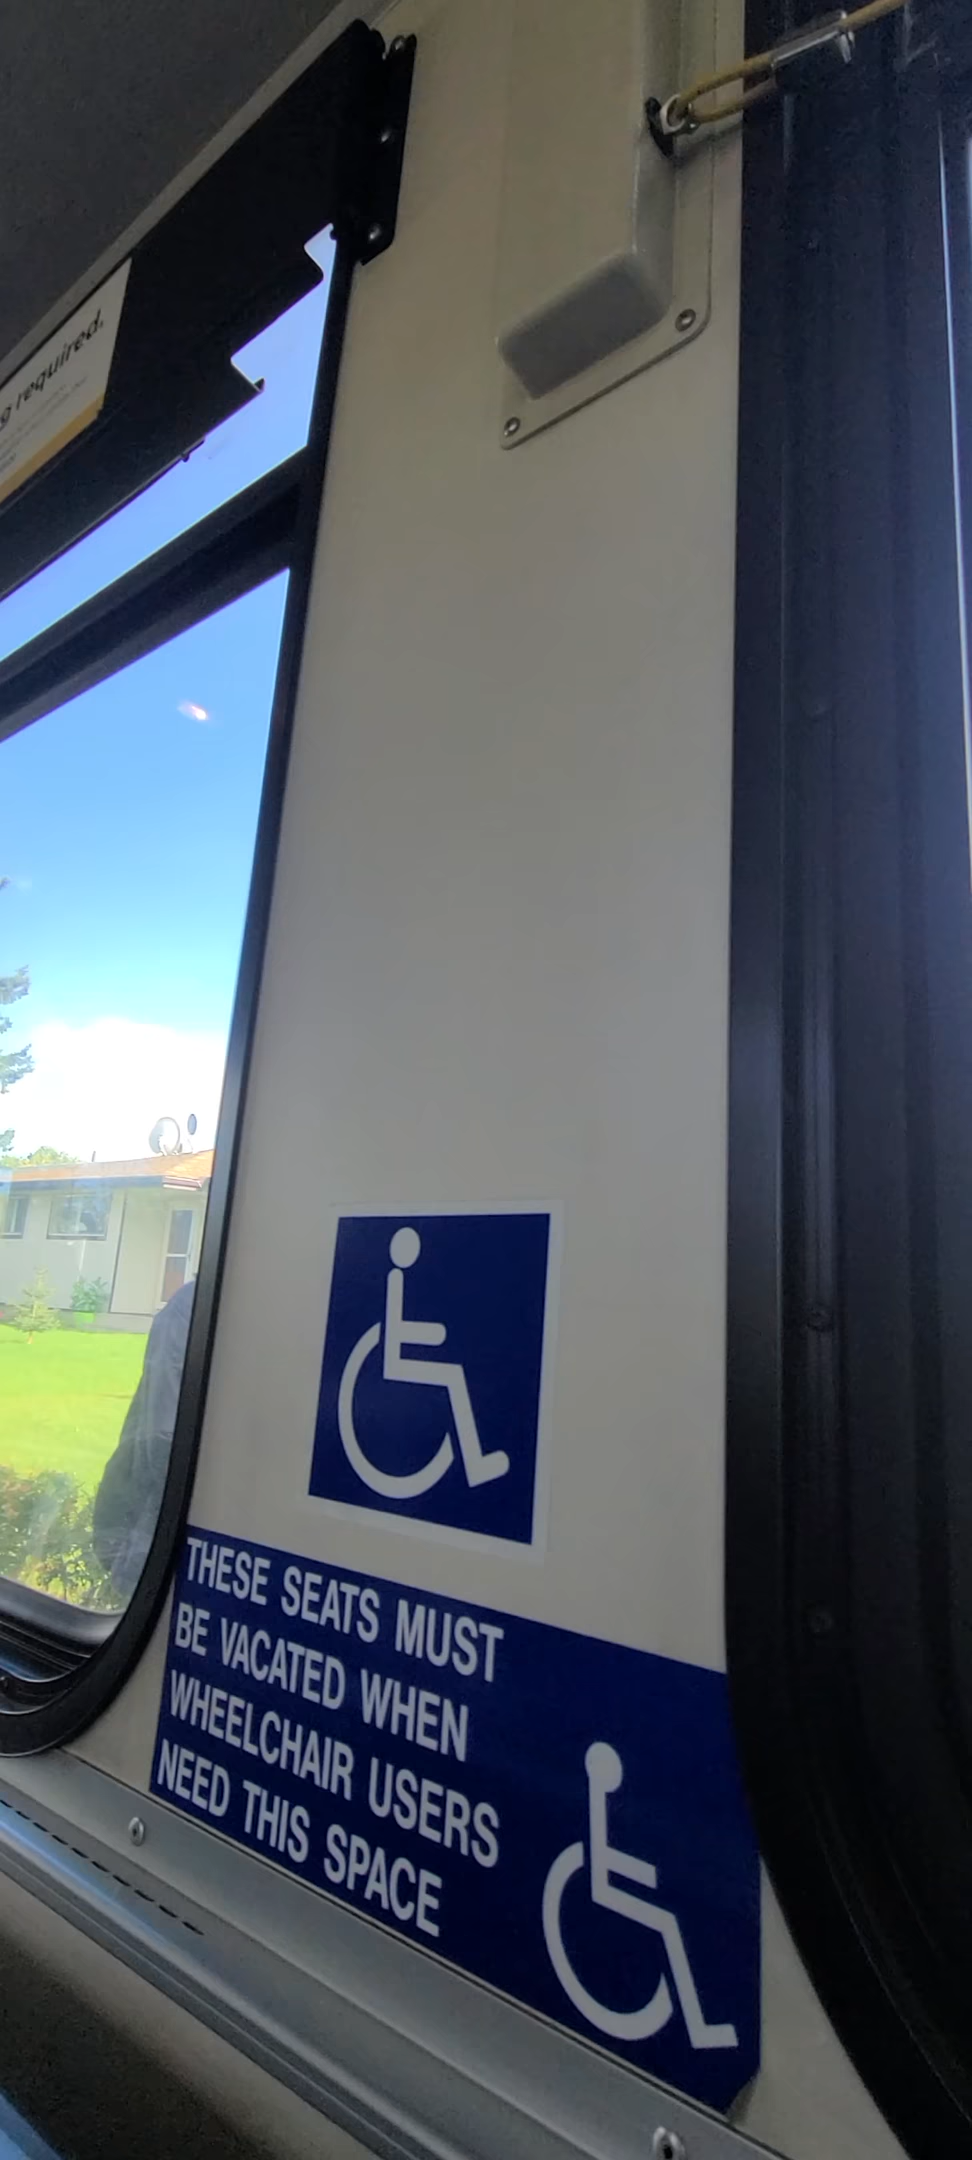 required.
THESE SEATS MUST
BE VACATED WHEN
WHEELCHAIR USERS
NEED THIS SPACE